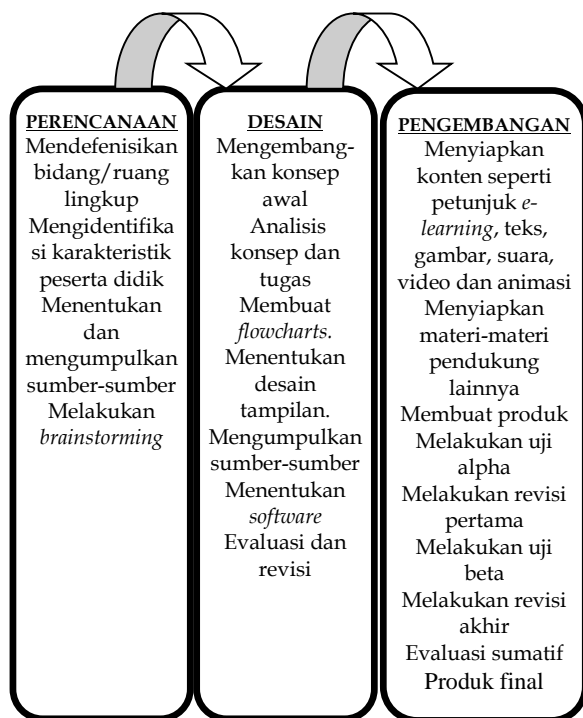 PERENCANAAN
Mendefenisikan
bidang/ruang
lingkup
Mengidentifika
si karakteristik
peserta didik
Menentukan
dan
mengumpulkan
sumber-sumber
Melakukan
brainstorming
DESAIN
Mengembang-
kan konsep
awal
Analisis
konsep dan
tugas
Membuat
flowcharts.
Menentukan
desain
tampilan.
Mengumpulkan
sumber-sumber
Menentukan
software
Evaluasi dan
revisi
PENGEMBANGAN
Menyiapkan
konten seperti
petunjuk e-
learning, teks,
gambar, suara,
video dan animasi
Menyiapkan
materi-materi
pendukung
lainnya
Membuat produk
Melakukan uji
alpha
Melakukan revisi
pertama
Melakukan uji
beta
Melakukan revisi
akhir
Evaluasi sumatif
Produk final